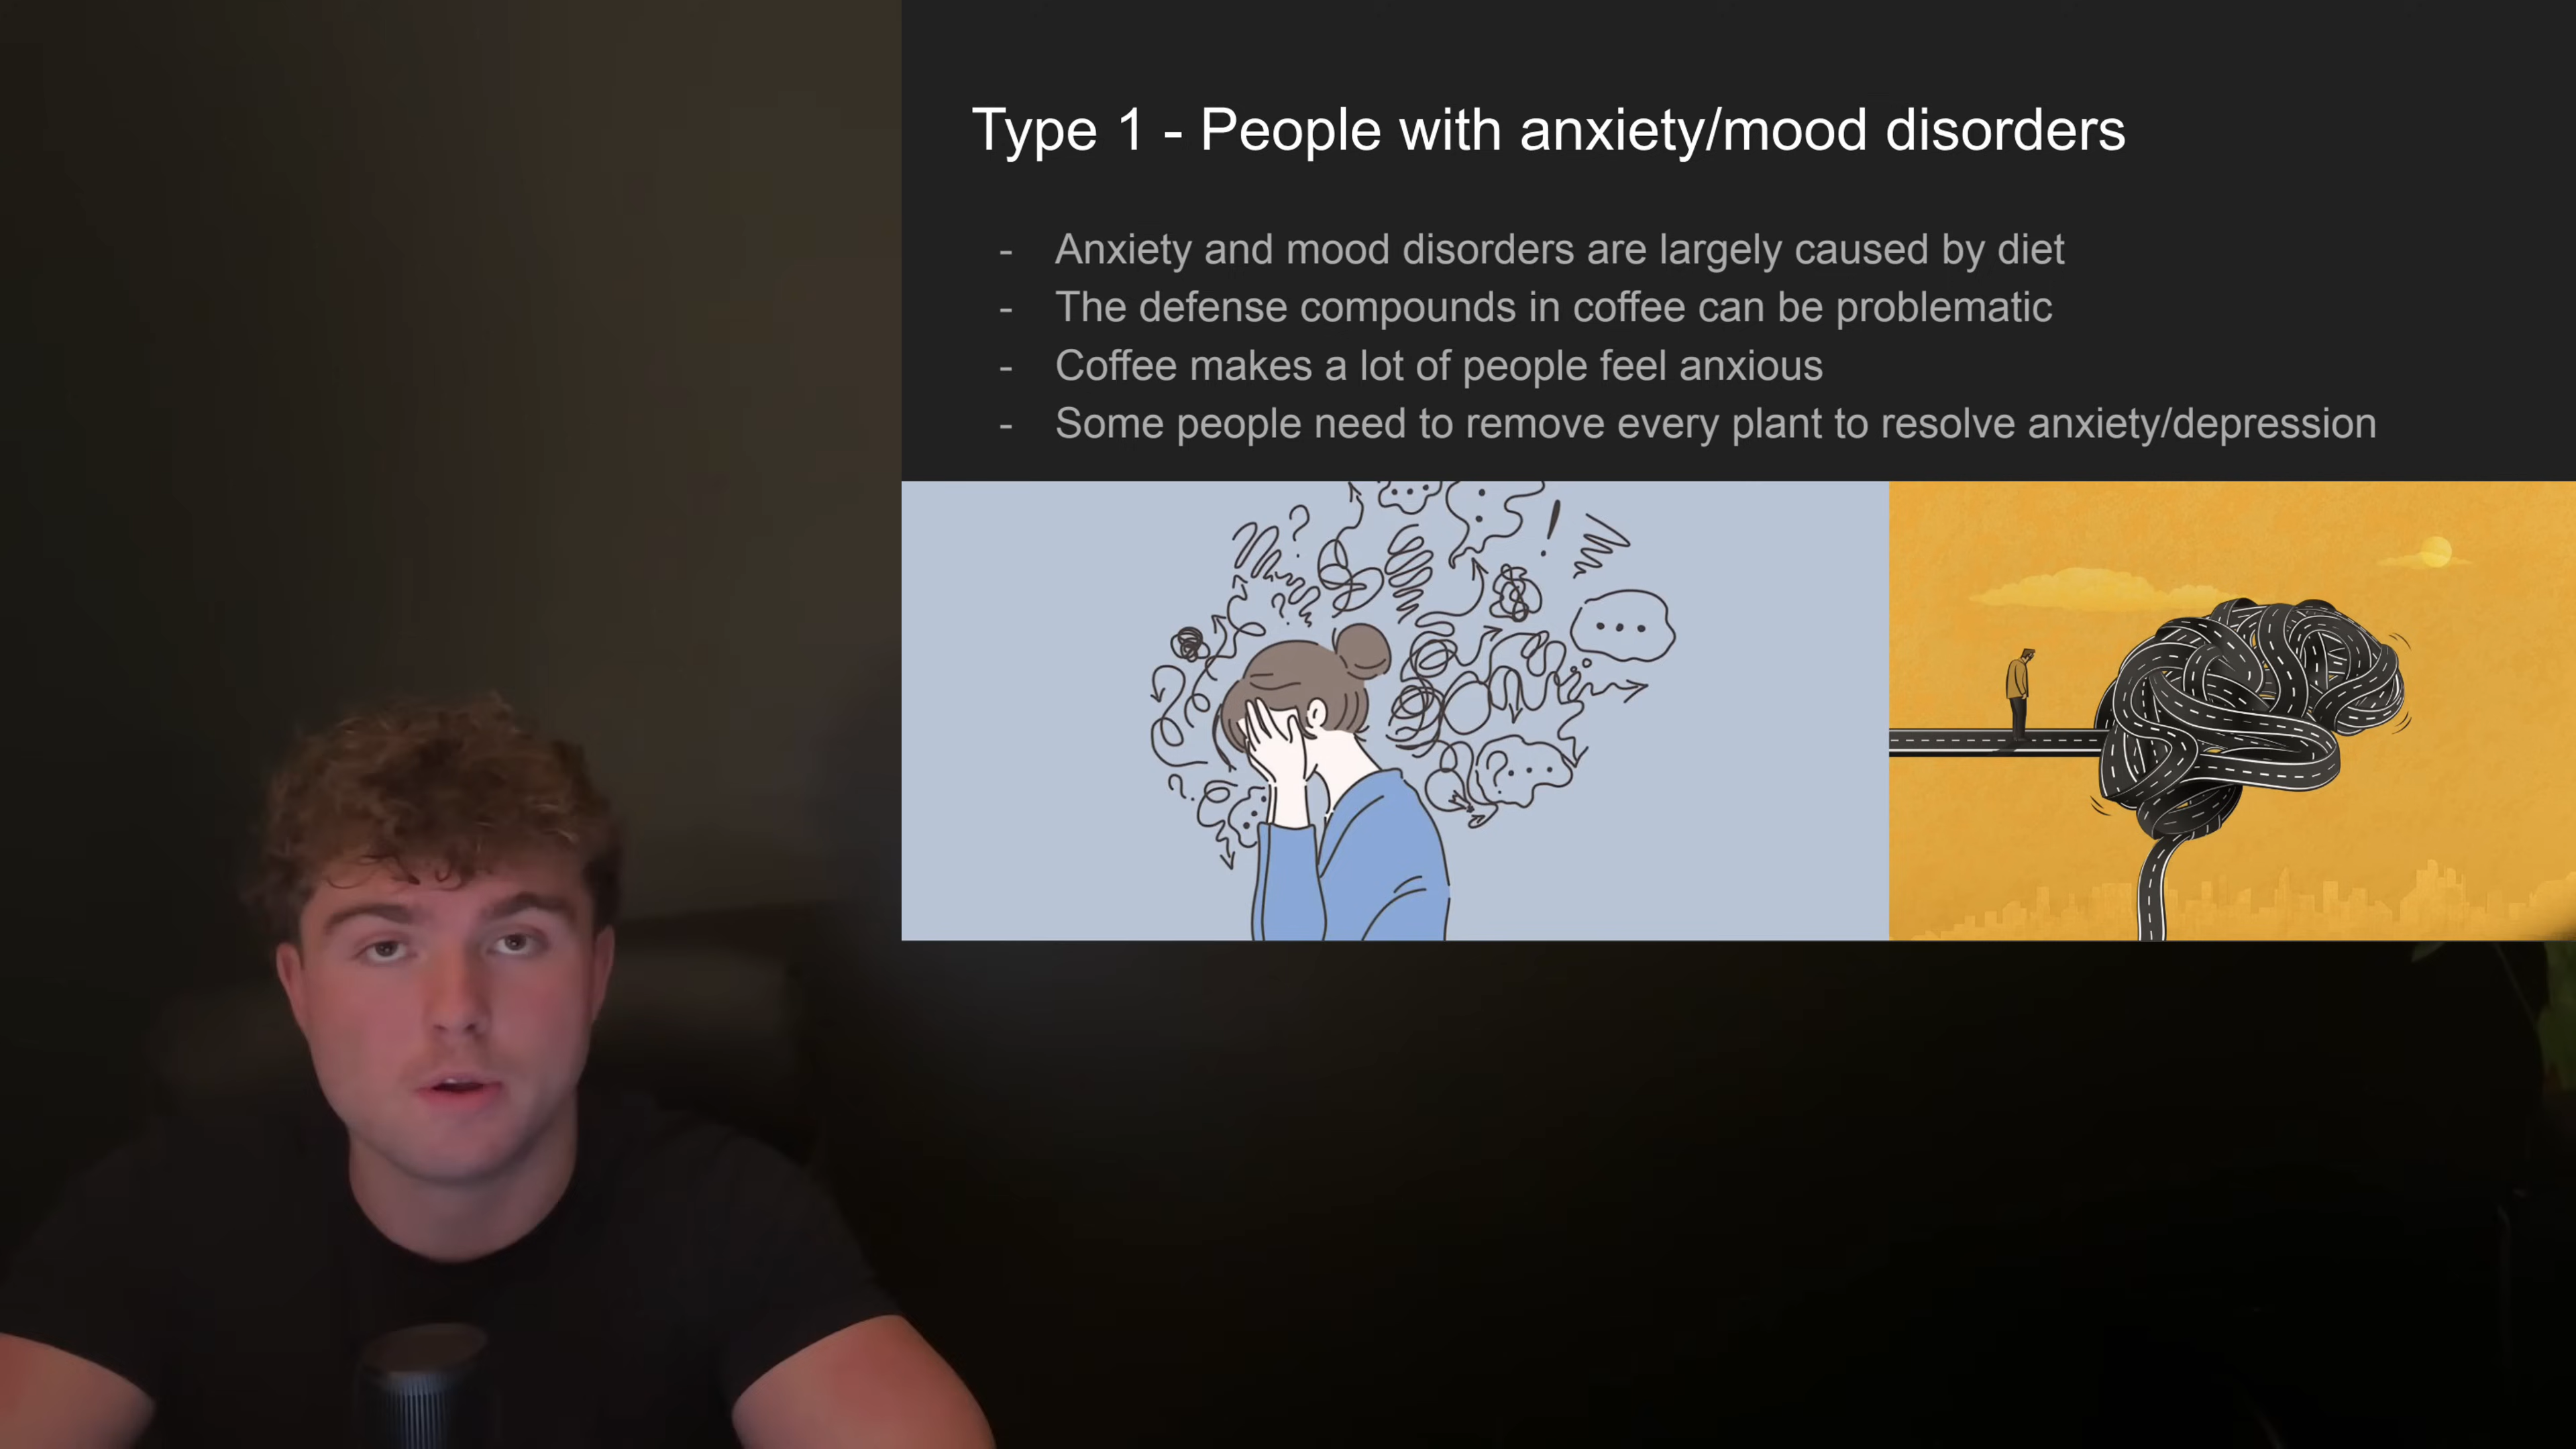 Type 1 - People with anxiety/mood disorders
- Anxiety and mood disorders are largely caused by diet
- The defense compounds in coffee can be problematic
- Coffee makes a lot of people feel anxious
- Some people need to remove every plant to resolve anxiety/depression